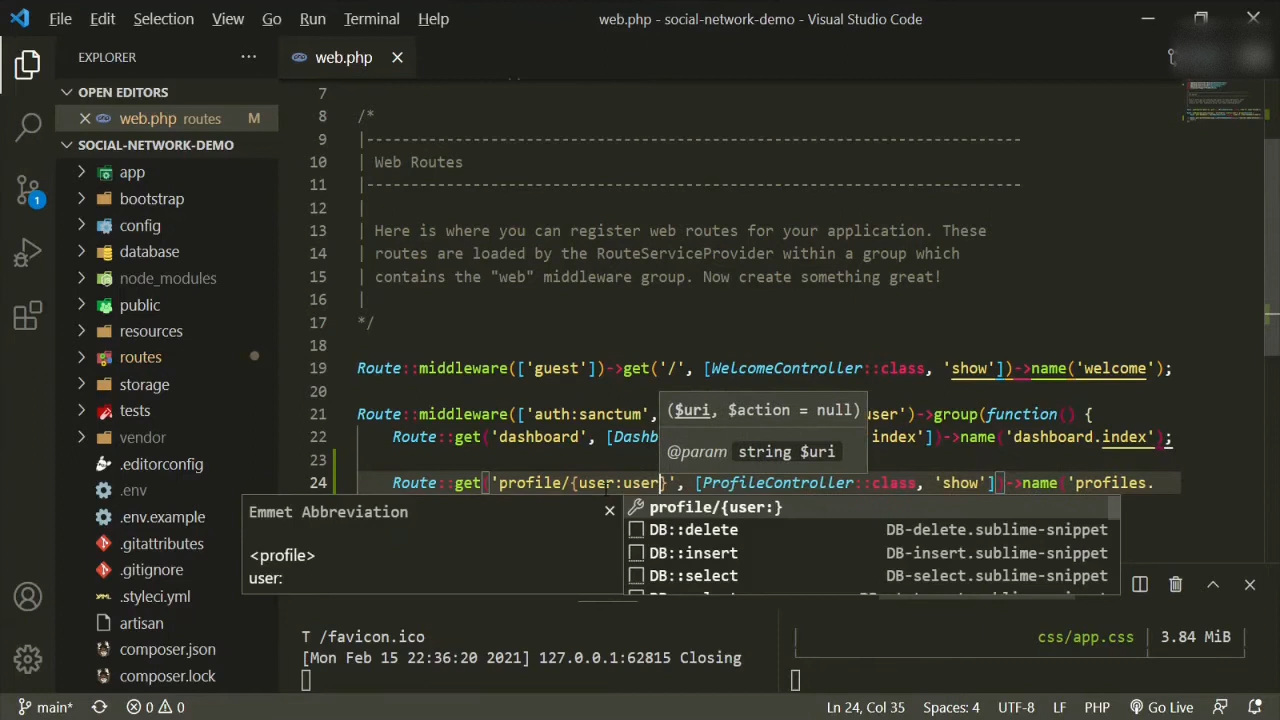 File Edit Selection View Go Run Terminal Help web.php - social-network-demo - Visual Studio Code
EXPLORER
OPEN EDITORS
web.php routes M
SOCIAL-NETWORK-DEMO
app
bootstrap
config
database
node_modules
public
resources
routes
storage
tests
vendor
.editorconfig
.env
.env.example
.gitattributes
.gitignore
.styleci.yml
artisan
composer.json
composer.lock
1
web.php
7
8 /*
9 |--------------------------------------------------------------------------
10 | Web Routes
11 |--------------------------------------------------------------------------
12 |
13 | Here is where you can register web routes for your application. These
14 | routes are loaded by the RouteServiceProvider within a group which
15 | contains the "web" middleware group. Now create something great!
16 |
17 */
18
19 Route::middleware(['guest'])->get('/', [WelcomeController::class, 'show'])->name('welcome');
20
21 Route::middleware(['auth:sanctum', user')->group(function() {
22 Route::get('dashboard', [Dashb index'])->name('dashboard.index');
23
24 Route::get('profile/{user:user}', [ProfileController::class, 'show'])->name('profiles.
($uri, $action = null)
@param string $uri
Emmet Abbreviation
<profile>
user:
profile/{user:}
DB::delete DB-delete.sublime-snippet
DB::insert DB-insert.sublime-snippet
DB::select DB-select.sublime-snippet
T /favicon.ico
[Mon Feb 15 22:36:20 2021] 127.0.0.1:62815 Closing
css/app.css 3.84 MiB
main* 0 0 Ln 24, Col 35 Spaces: 4 UTF-8 LF PHP Go Live